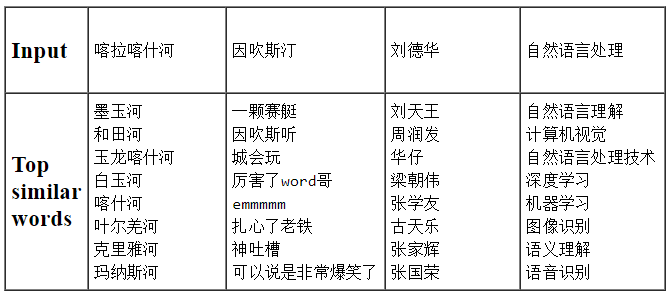 Input 喀拉喀什河 因吹斯汀 刘德华 自然语言处理
Top similar words
墨玉河 一颗赛艇 刘天王 自然语言理解
和田河 因吹斯听 周润发 计算机视觉
玉龙喀什河 城会玩 华仔 自然语言处理技术
白玉河 厉害了word哥 梁朝伟 深度学习
喀什河 emmmmm 张学友 机器学习
叶尔羌河 扎心了老铁 古天乐 图像识别
克里雅河 神吐槽 张家辉 语义理解
玛纳斯河 可以说是非常爆笑了 张国荣 语音识别